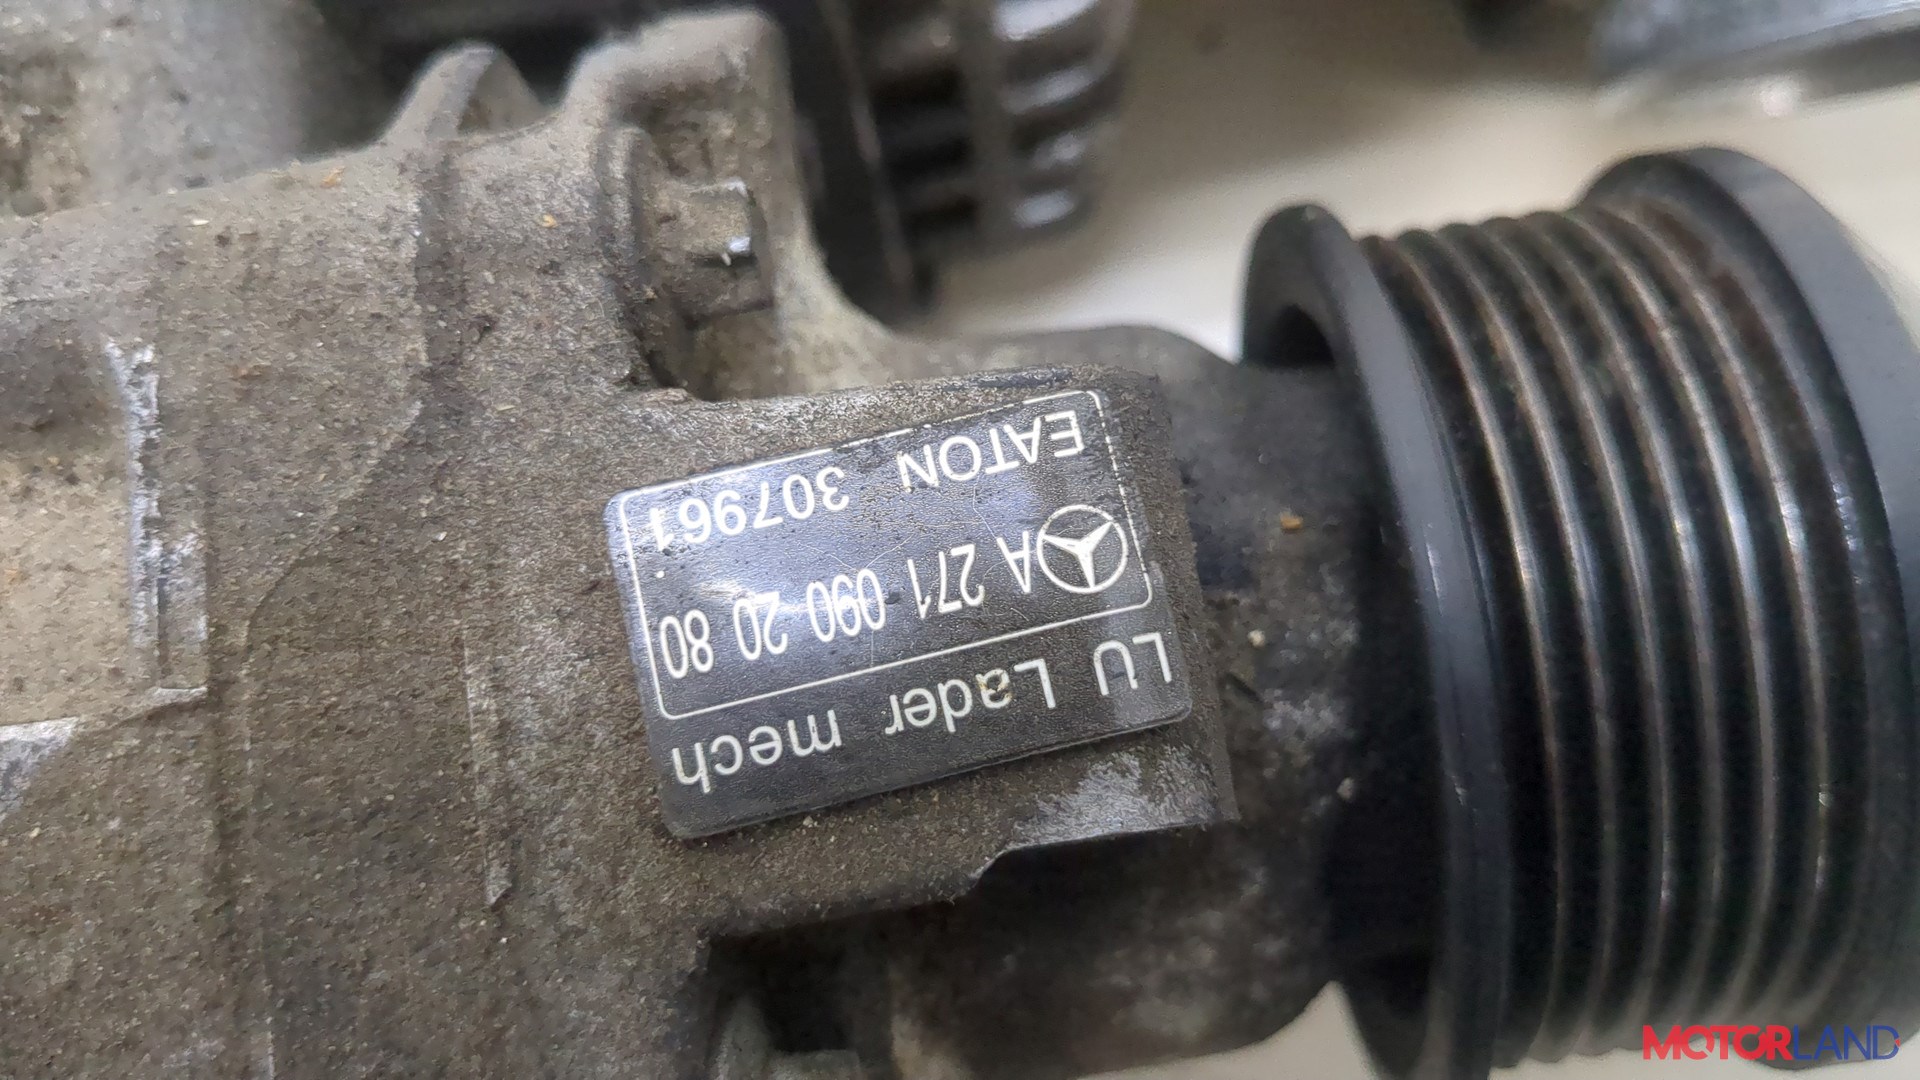 LU Lader mech
A 271 090 20 80
EATON 307961
MOTORLAND